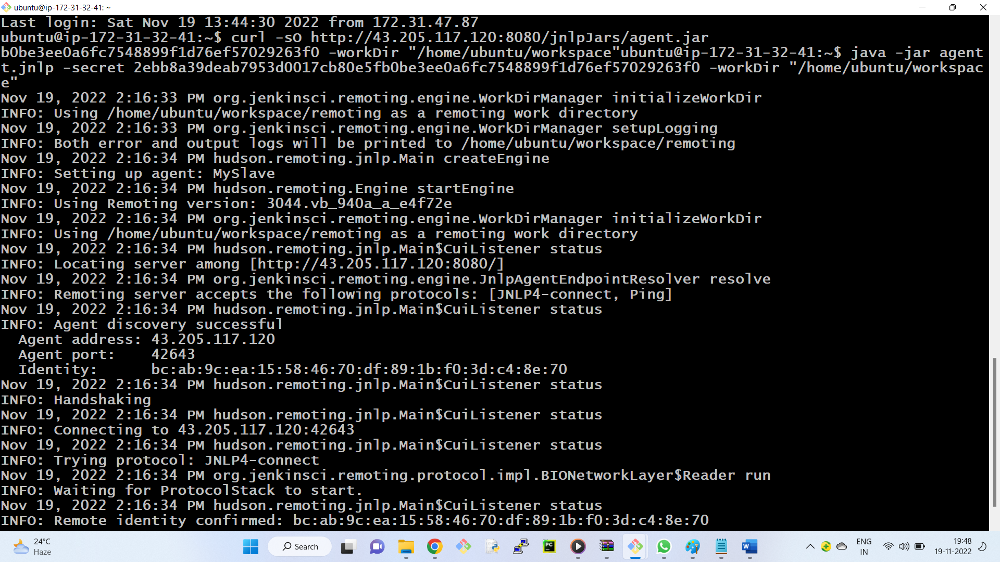 ubuntu@ip-172-31-32-41: ~
Last login: Sat Nov 19 13:44:30 2022 from 172.31.47.87
ubuntu@ip-172-31-32-41:~$ curl -sO http://43.205.117.120:8080/jnlpJars/agent.jar
b0be3ee0a6fc7548899f1d76ef57029263f0 -workDir "/home/ubuntu/workspace"ubuntu@ip-172-31-32-41:~$ java -jar agent
t.jnlp -secret 2ebb8a39deab7953d0017cb80e5fb0be3ee0a6fc7548899f1d76ef57029263f0 -workDir "/home/ubuntu/workspac
e"
Nov 19, 2022 2:16:33 PM org.jenkinsci.remoting.engine.WorkDirManager initializeWorkDir
INFO: Using /home/ubuntu/workspace/remoting as a remoting work directory
Nov 19, 2022 2:16:33 PM org.jenkinsci.remoting.engine.WorkDirManager setupLogging
INFO: Both error and output logs will be printed to /home/ubuntu/workspace/remoting
Nov 19, 2022 2:16:34 PM hudson.remoting.jnlp.Main createEngine
INFO: Setting up agent: MySlave
Nov 19, 2022 2:16:34 PM hudson.remoting.Engine startEngine
INFO: Using Remoting version: 3044.vb_940a_a_e4f72e
Nov 19, 2022 2:16:34 PM org.jenkinsci.remoting.engine.WorkDirManager initializeWorkDir
INFO: Using /home/ubuntu/workspace/remoting as a remoting work directory
Nov 19, 2022 2:16:34 PM hudson.remoting.jnlp.Main$CuiListener status
INFO: Locating server among [http://43.205.117.120:8080/]
Nov 19, 2022 2:16:34 PM org.jenkinsci.remoting.engine.JnlpAgentEndpointResolver resolve
INFO: Remoting server accepts the following protocols: [JNLP4-connect, Ping]
Nov 19, 2022 2:16:34 PM hudson.remoting.jnlp.Main$CuiListener status
INFO: Agent discovery successful
  Agent address: 43.205.117.120
  Agent port:    42643
  Identity:      bc:ab:9c:ea:15:58:46:70:df:89:1b:f0:3d:c4:8e:70
Nov 19, 2022 2:16:34 PM hudson.remoting.jnlp.Main$CuiListener status
INFO: Handshaking
Nov 19, 2022 2:16:34 PM hudson.remoting.jnlp.Main$CuiListener status
INFO: Connecting to 43.205.117.120:42643
Nov 19, 2022 2:16:34 PM hudson.remoting.jnlp.Main$CuiListener status
INFO: Trying protocol: JNLP4-connect
Nov 19, 2022 2:16:34 PM org.jenkinsci.remoting.protocol.impl.BIONetworkLayer$Reader run
INFO: Waiting for ProtocolStack to start.
Nov 19, 2022 2:16:34 PM hudson.remoting.jnlp.Main$CuiListener status
INFO: Remote identity confirmed: bc:ab:9c:ea:15:58:46:70:df:89:1b:f0:3d:c4:8e:70
24°C
Haze
Search
PC
W
ENG
IN
19:48
19-11-2022